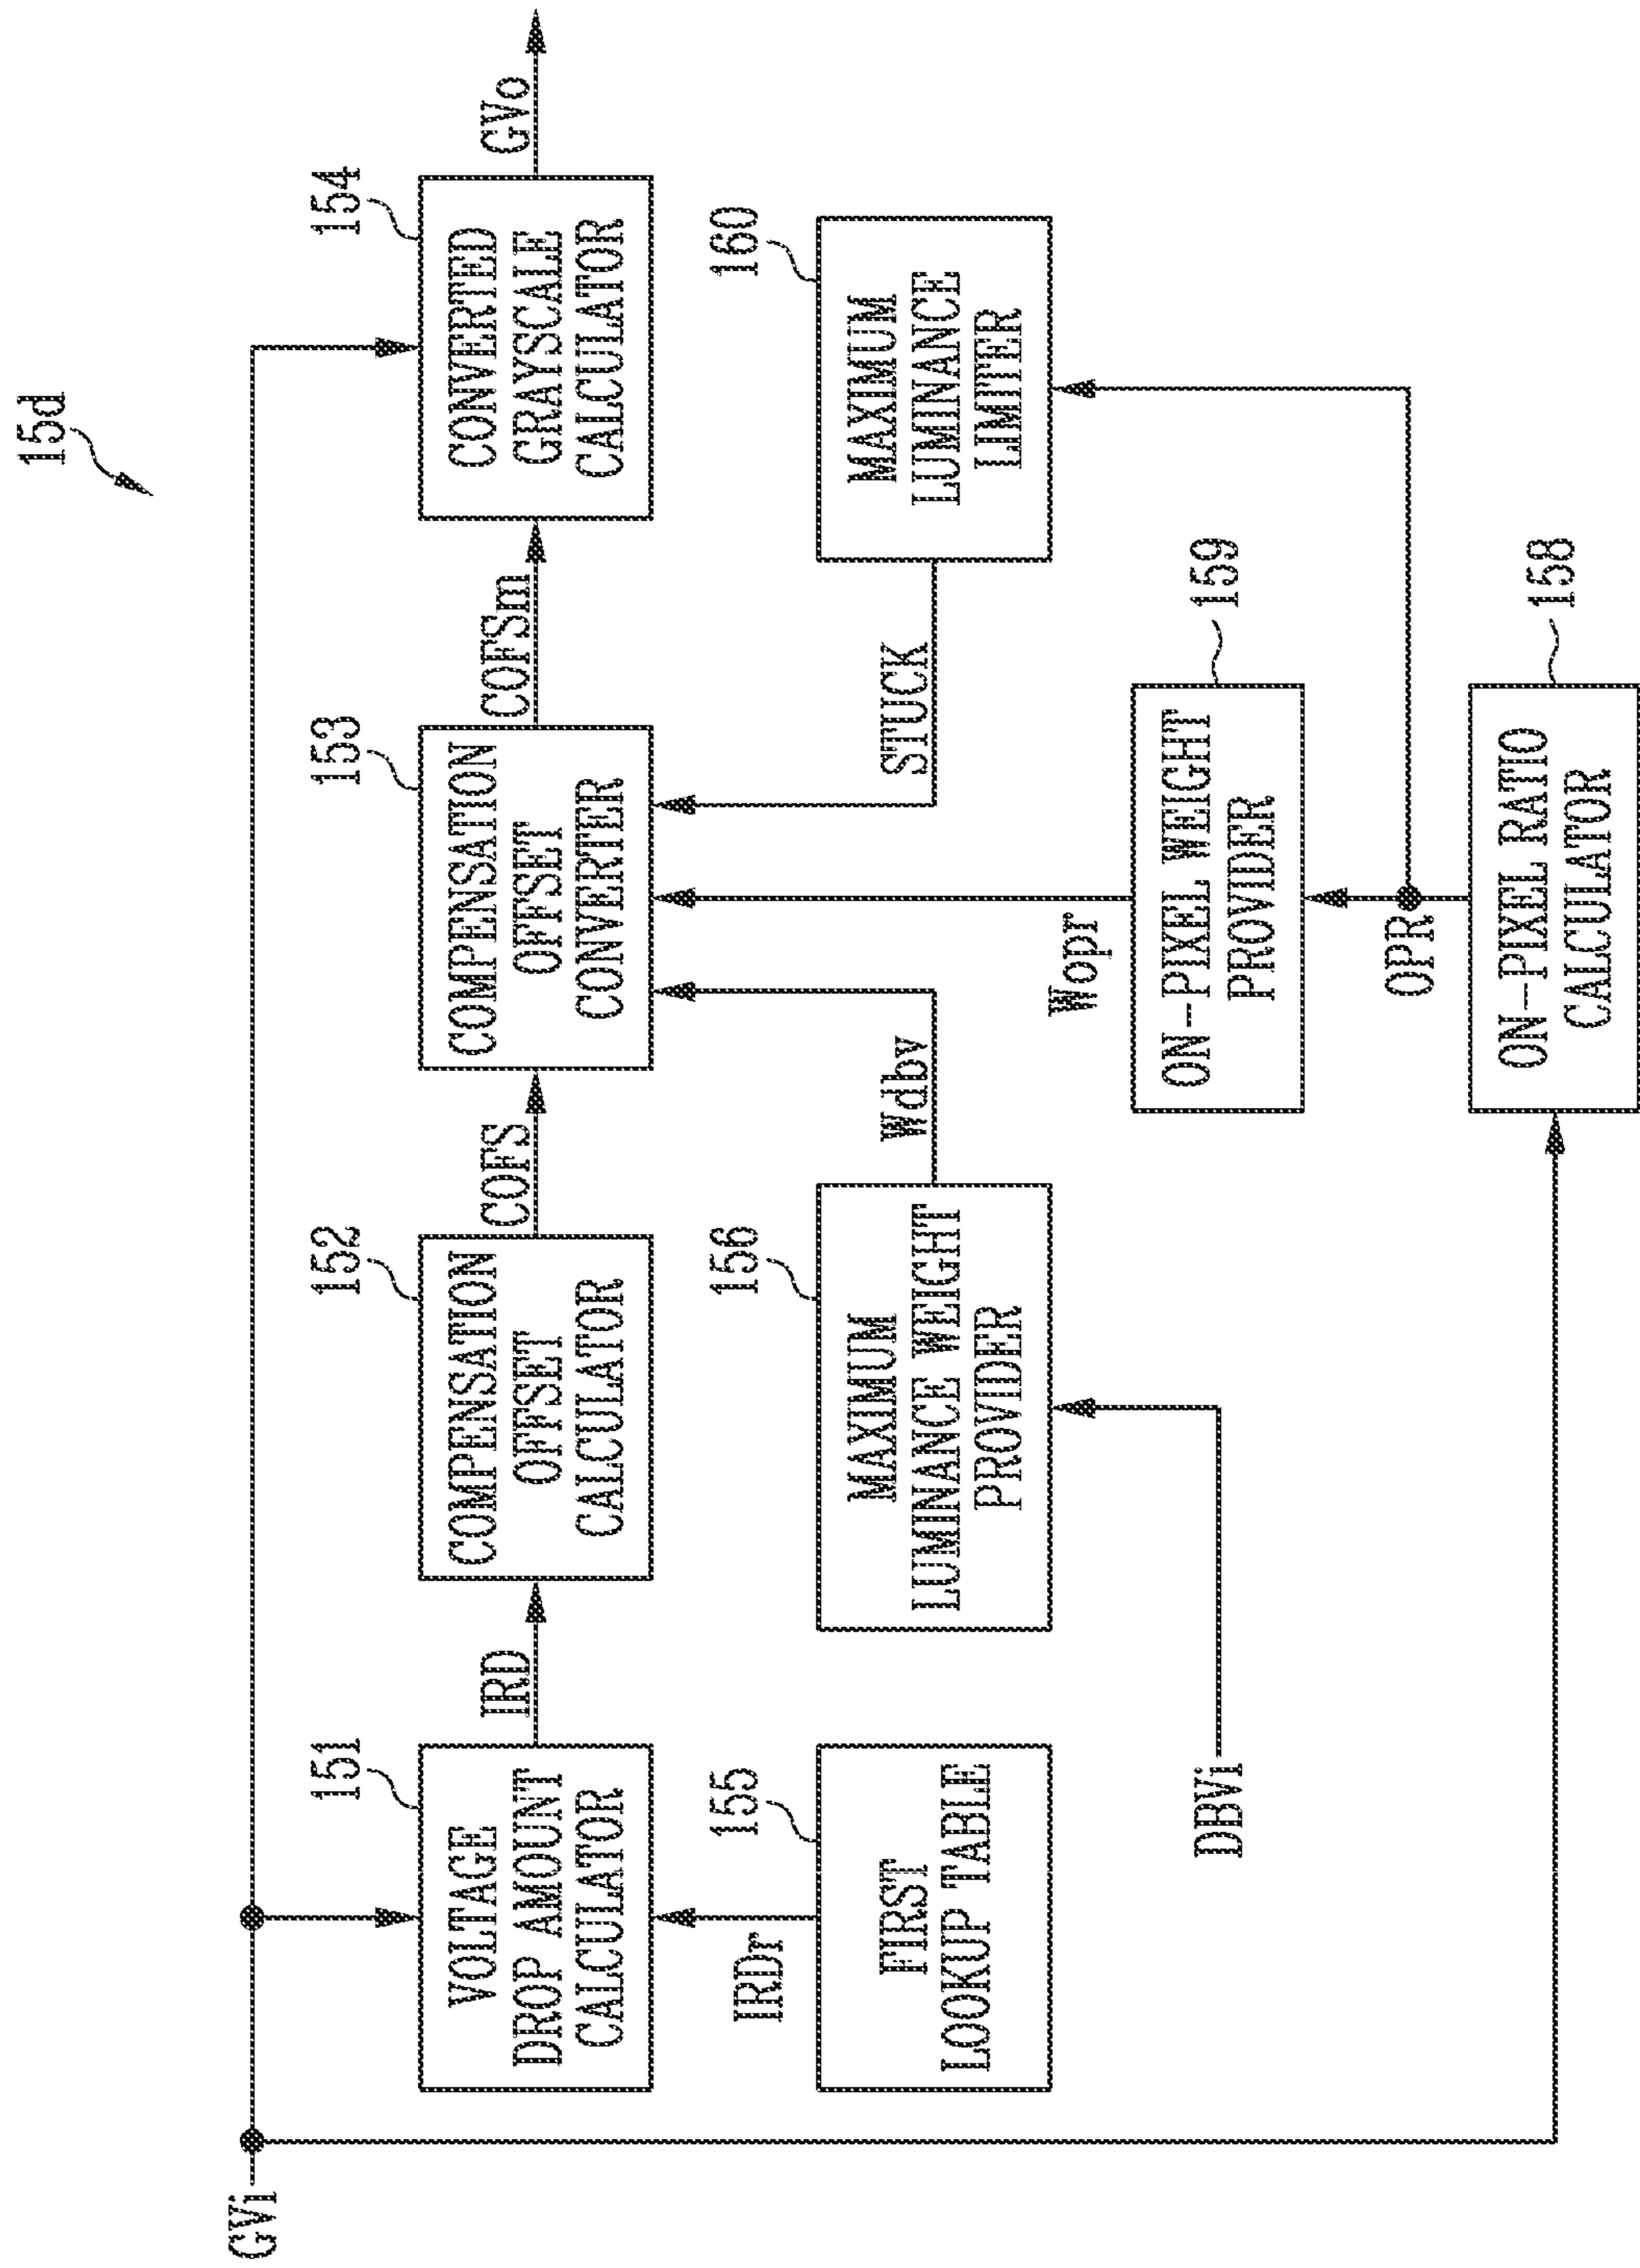 15d
GVi
151
VOLTAGE
DROP AMOUNT
CALCULATOR
IRD
152
COMPENSATION
OFFSET
CALCULATOR
COFS
153
COMPENSATION
OFFSET
CONVERTER
COFSm
154
CONVERTED
GRAYSCALE
CALCULATOR
GVo
IRDr
155
FIRST
LOOKUP TABLE
156
MAXIMUM
LUMINANCE WEIGHT
PROVIDER
Wdbv
STUCK
160
MAXIMUM
LUMINANCE
LIMITER
DBVi
Wopr
159
ON-PIXEL WEIGHT
PROVIDER
OPR
158
ON-PIXEL RATIO
CALCULATOR